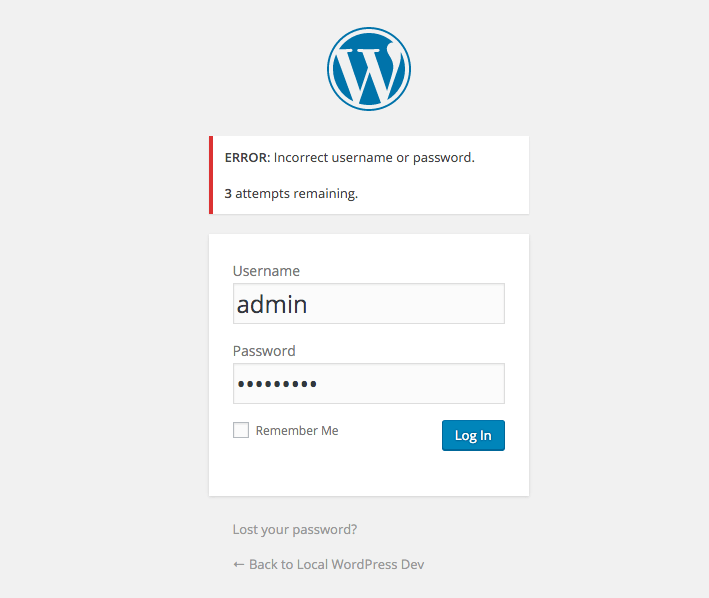 ERROR: Incorrect username or password.
3 attempts remaining.
Username
admin
Password
•••••••••
Remember Me
Log In
Lost your password?
← Back to Local WordPress Dev